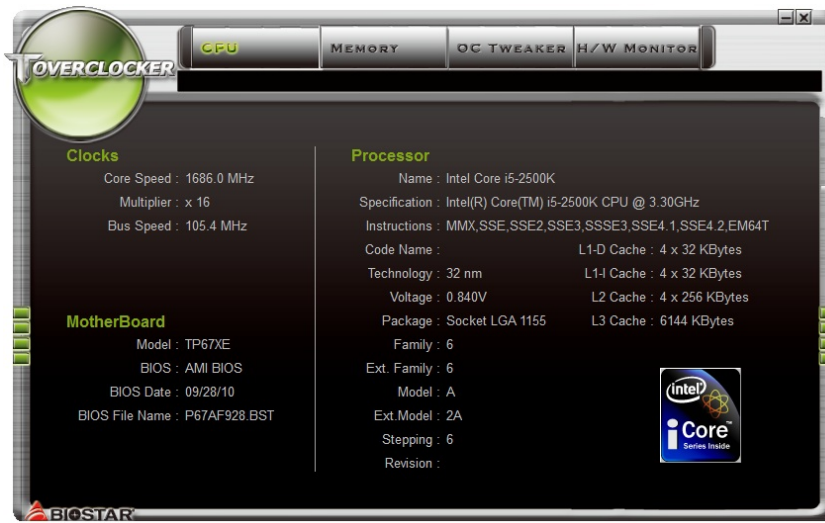 TOVERCLOCKER
CPU
MEMORY
OC TWEAKER
H/W MONITOR
Clocks
Core Speed : 1686.0 MHz
Multiplier : x 16
Bus Speed : 105.4 MHz
MotherBoard
Model : TP67XE
BIOS : AMI BIOS
BIOS Date : 09/28/10
BIOS File Name : P67AF928.BST
Processor
Name : Intel Core i5-2500K
Specification : Intel(R) Core(TM) i5-2500K CPU @ 3.30GHz
Instructions : MMX,SSE,SSE2,SSE3,SSSE3,SSE4.1,SSE4.2,EM64T
Code Name : L1-D Cache : 4 x 32 KBytes
Technology : 32 nm L1-I Cache : 4 x 32 KBytes
Voltage : 0.840V L2 Cache : 4 x 256 KBytes
Package : Socket LGA 1155 L3 Cache : 6144 KBytes
Family : 6
Ext. Family : 6
Model : A
Ext.Model : 2A
Stepping : 6
Revision :
intel
Core™
Series Inside
BIOSTAR